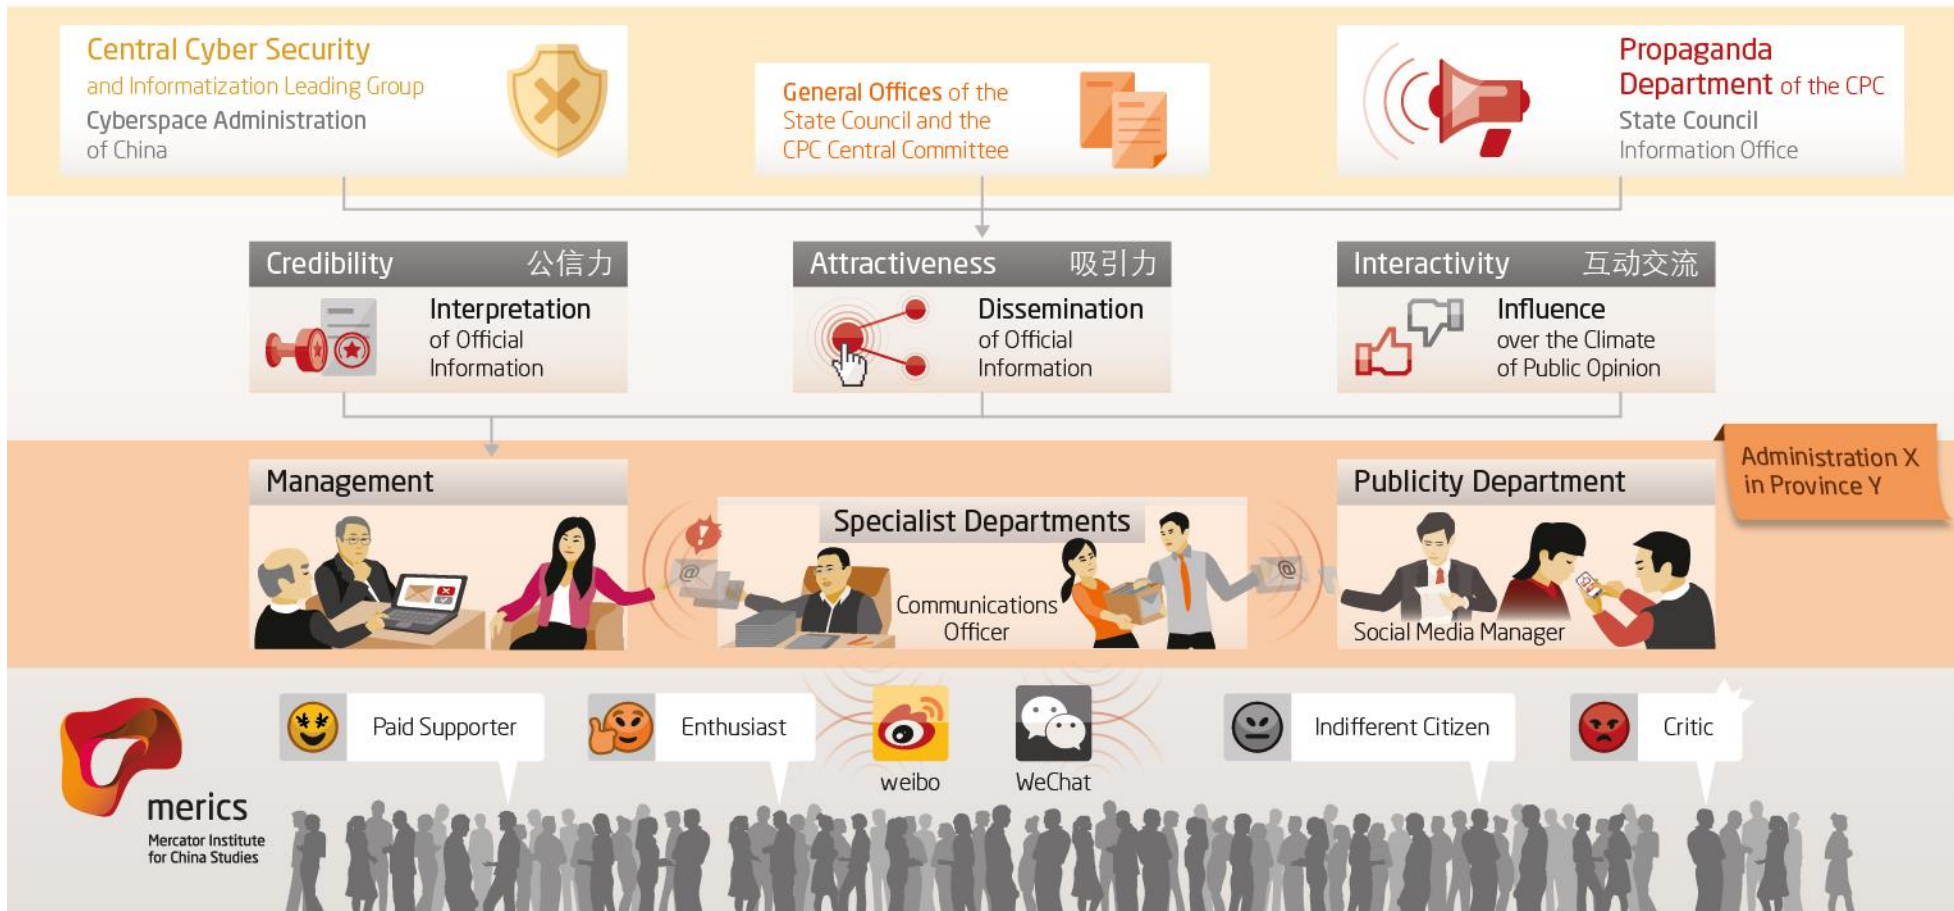 Central Cyber Security
and Informatization Leading Group
Cyberspace Administration
of China
General Offices of the
State Council and the
CPC Central Committee
Propaganda
Department of the CPC
State Council
Information Office
Credibility 公信力
Interpretation
of Official
Information
Attractiveness 吸引力
Dissemination
of Official
Information
Interactivity 互动交流
Influence
over the Climate
of Public Opinion
Administration X
in Province Y
Management
Specialist Departments
Communications
Officer
Publicity Department
Social Media Manager
@
@
Paid Supporter
Enthusiast
weibo
WeChat
Indifferent Citizen
Critic
merics
Mercator Institute
for China Studies